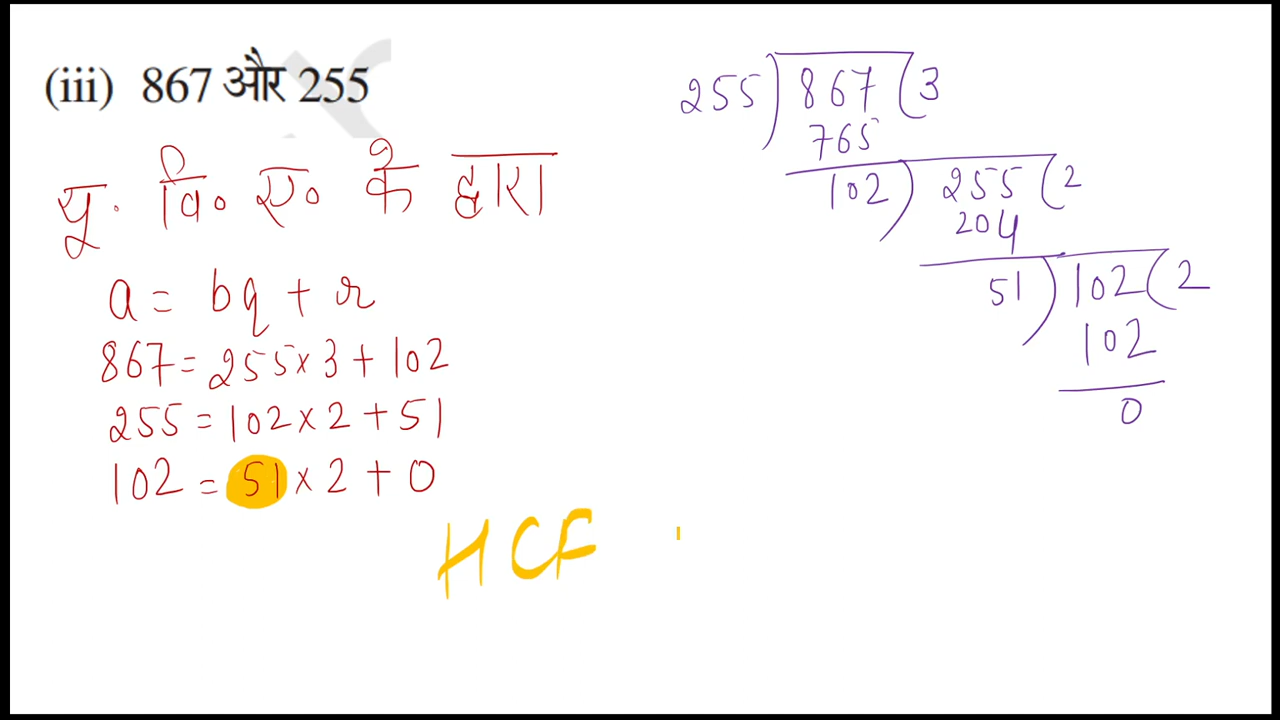 (iii) 867 और 255
यु. वि. ए. के द्वारा
a = bq + r
867 = 255 × 3 + 102
255 = 102 × 2 + 51
102 = 51 × 2 + 0
HCF
255 ) 867 ( 3
765
102 ) 255 ( 2
204
51 ) 102 ( 2
102
0